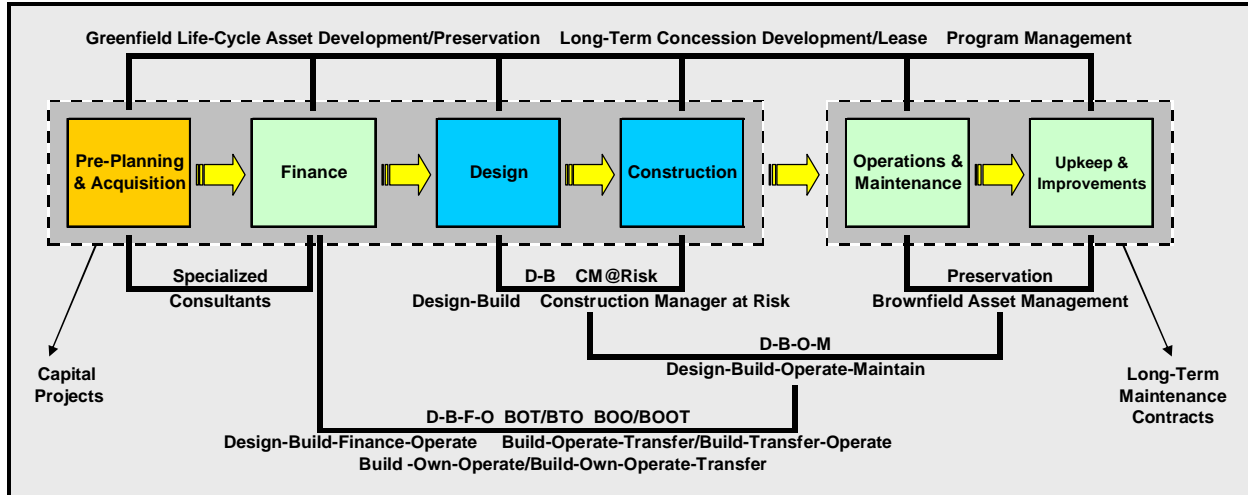 Greenfield Life-Cycle Asset Development/Preservation Long-Term Concession Development/Lease Program Management
Pre-Planning
& Acquisition
Finance
Design
Construction
Operations &
Maintenance
Upkeep &
Improvements
Specialized
Consultants
D-B CM@Risk
Design-Build Construction Manager at Risk
Preservation
Brownfield Asset Management
D-B-O-M
Design-Build-Operate-Maintain
Capital
Projects
Long-Term
Maintenance
Contracts
D-B-F-O BOT/BTO BOO/BOOT
Design-Build-Finance-Operate Build-Operate-Transfer/Build-Transfer-Operate
Build -Own-Operate/Build-Own-Operate-Transfer